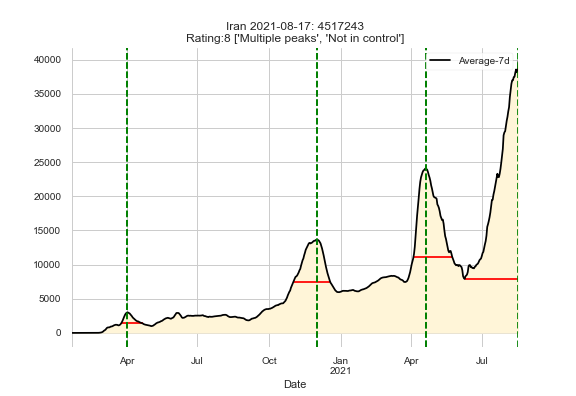 Iran 2021-08-17: 4517243
Rating:8 ['Multiple peaks', 'Not in control']
Average-7d
40000
35000
30000
25000
20000
15000
10000
5000
0
Apr Jul Oct Jan Apr Jul
2021
Date